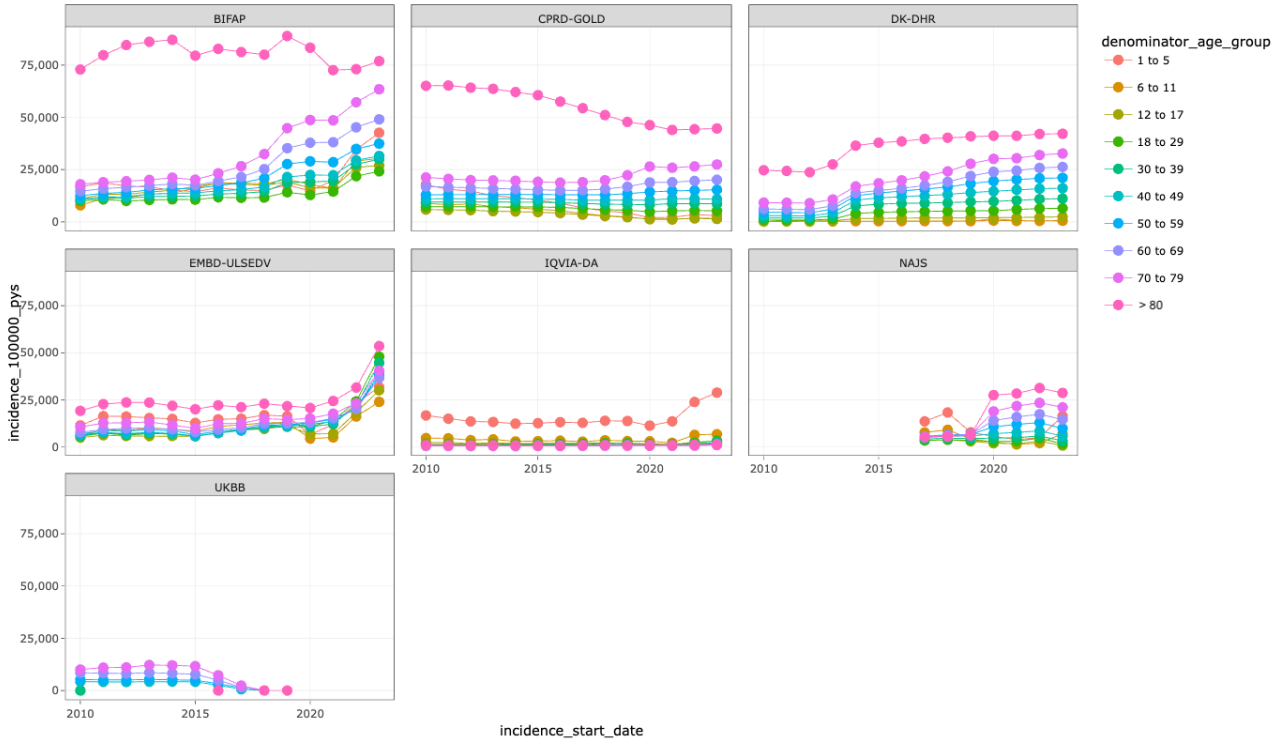 BIFAP
CPRD-GOLD
DK-DHR
denominator_age_group
1 to 5
6 to 11
12 to 17
18 to 29
30 to 39
40 to 49
50 to 59
60 to 69
70 to 79
> 80
75,000
50,000
25,000
0
EMBD-ULSEDV
IQVIA-DA
NAJS
incidence_100000_pys
75,000
50,000
25,000
0
2010
2015
2020
2010
2015
2020
UKBB
75,000
50,000
25,000
0
2010
2015
2020
incidence_start_date